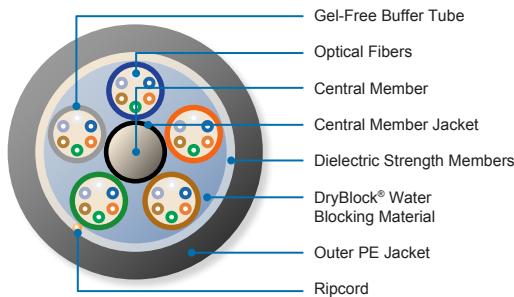 Gel-Free Buffer Tube
Optical Fibers
Central Member
Central Member Jacket
Dielectric Strength Members
DryBlock® Water
Blocking Material
Outer PE Jacket
Ripcord